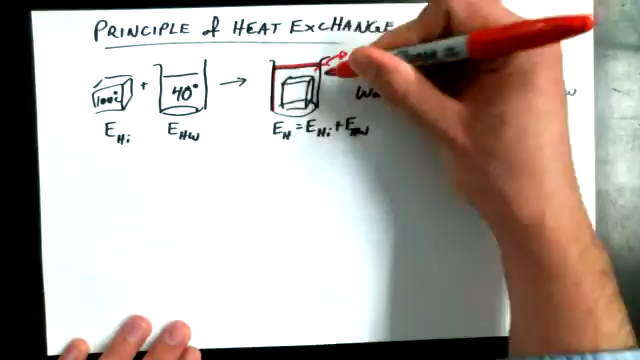 PRINCIPLE of HEAT EXCHANGE
100° + 40° →
E_Hi E_HW E_H = E_Hi + E_HW